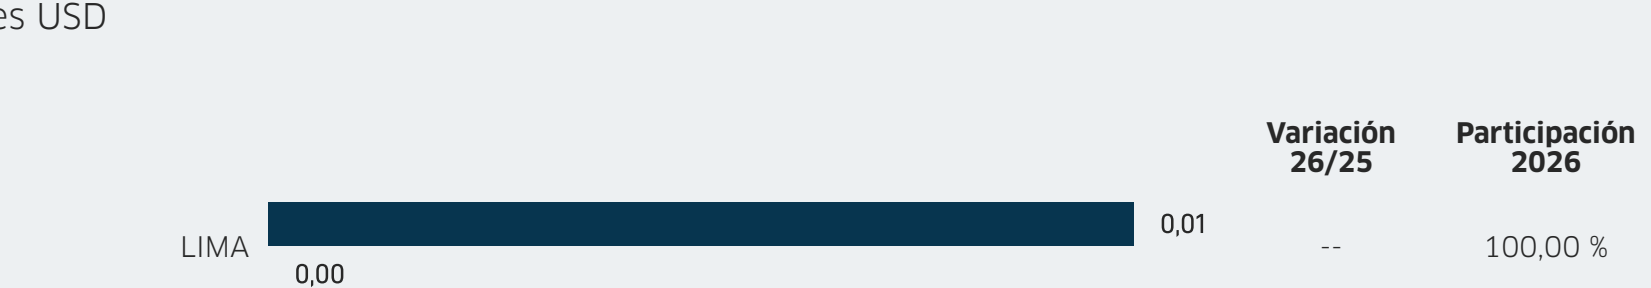 es USD
Variación Participación
26/25 2026
0,01
LIMA -- 100,00 %
0,00